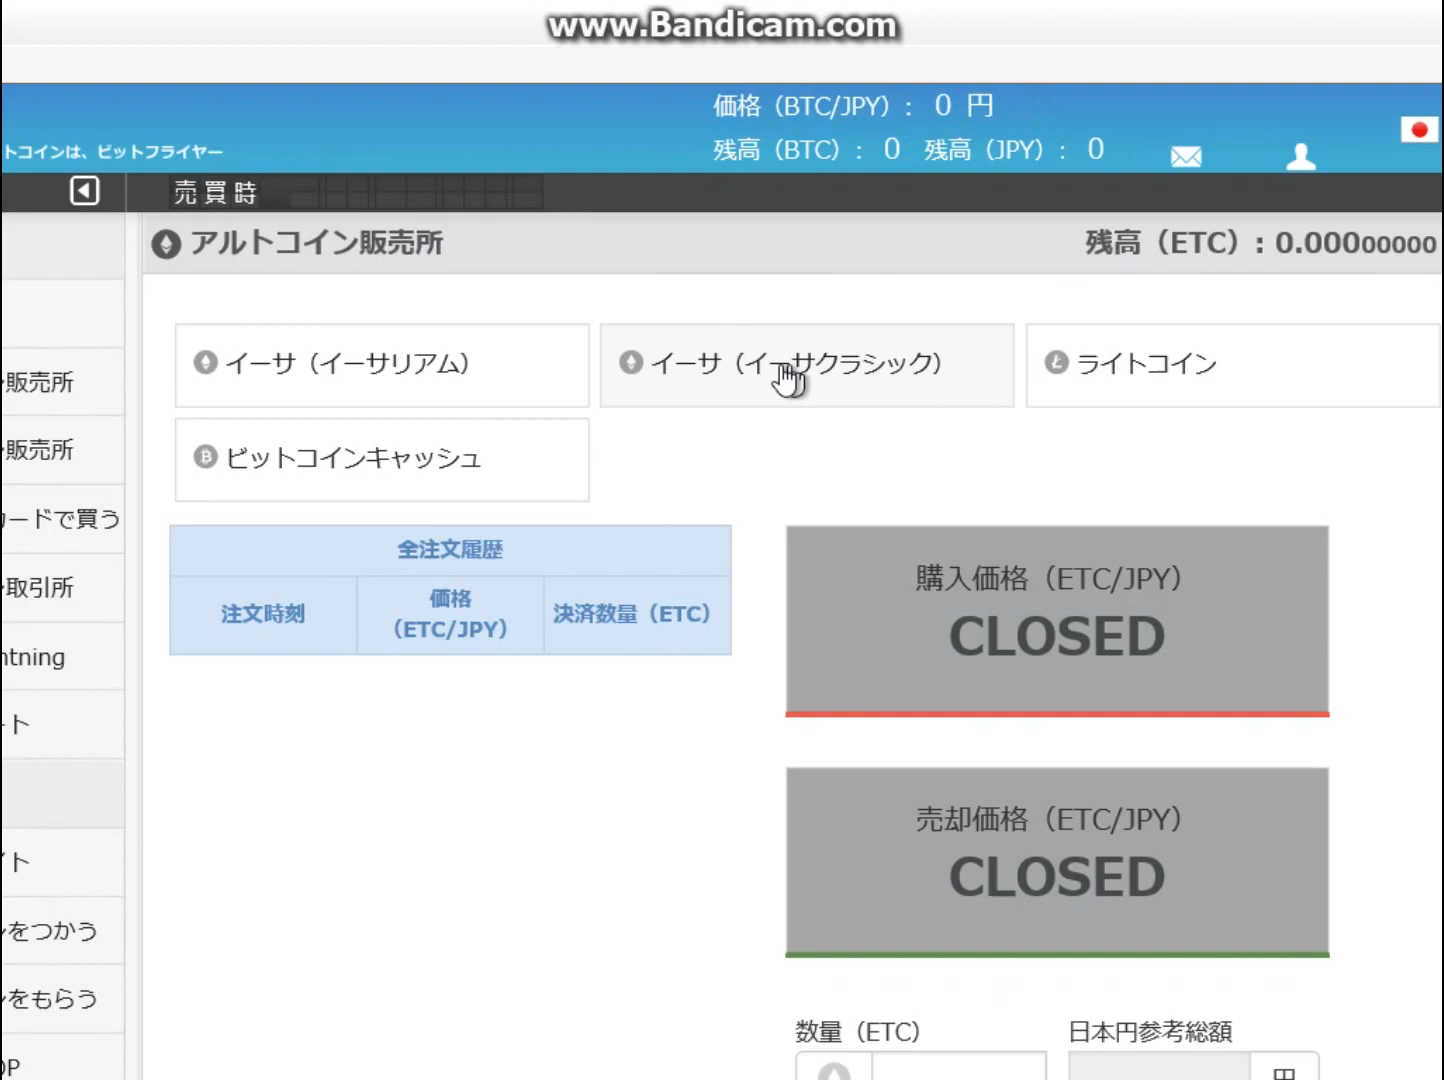 www.Bandicam.com
価格（BTC/JPY）： 0 円
トコインは、ビットフライヤー
残高（BTC）： 0 残高（JPY）： 0
売買時
アルトコイン販売所
残高（ETC）：0.00000000
イーサ（イーサリアム）
イーサ（イーサクラシック）
ライトコイン
販売所
ビットコインキャッシュ
販売所
ードで買う
全注文履歴
注文時刻
価格
（ETC/JPY）
決済数量（ETC）
購入価格（ETC/JPY）
CLOSED
取引所
htning
ート
売却価格（ETC/JPY）
CLOSED
イト
ンをつかう
ンをもらう
数量（ETC）
日本円参考総額
OP
円